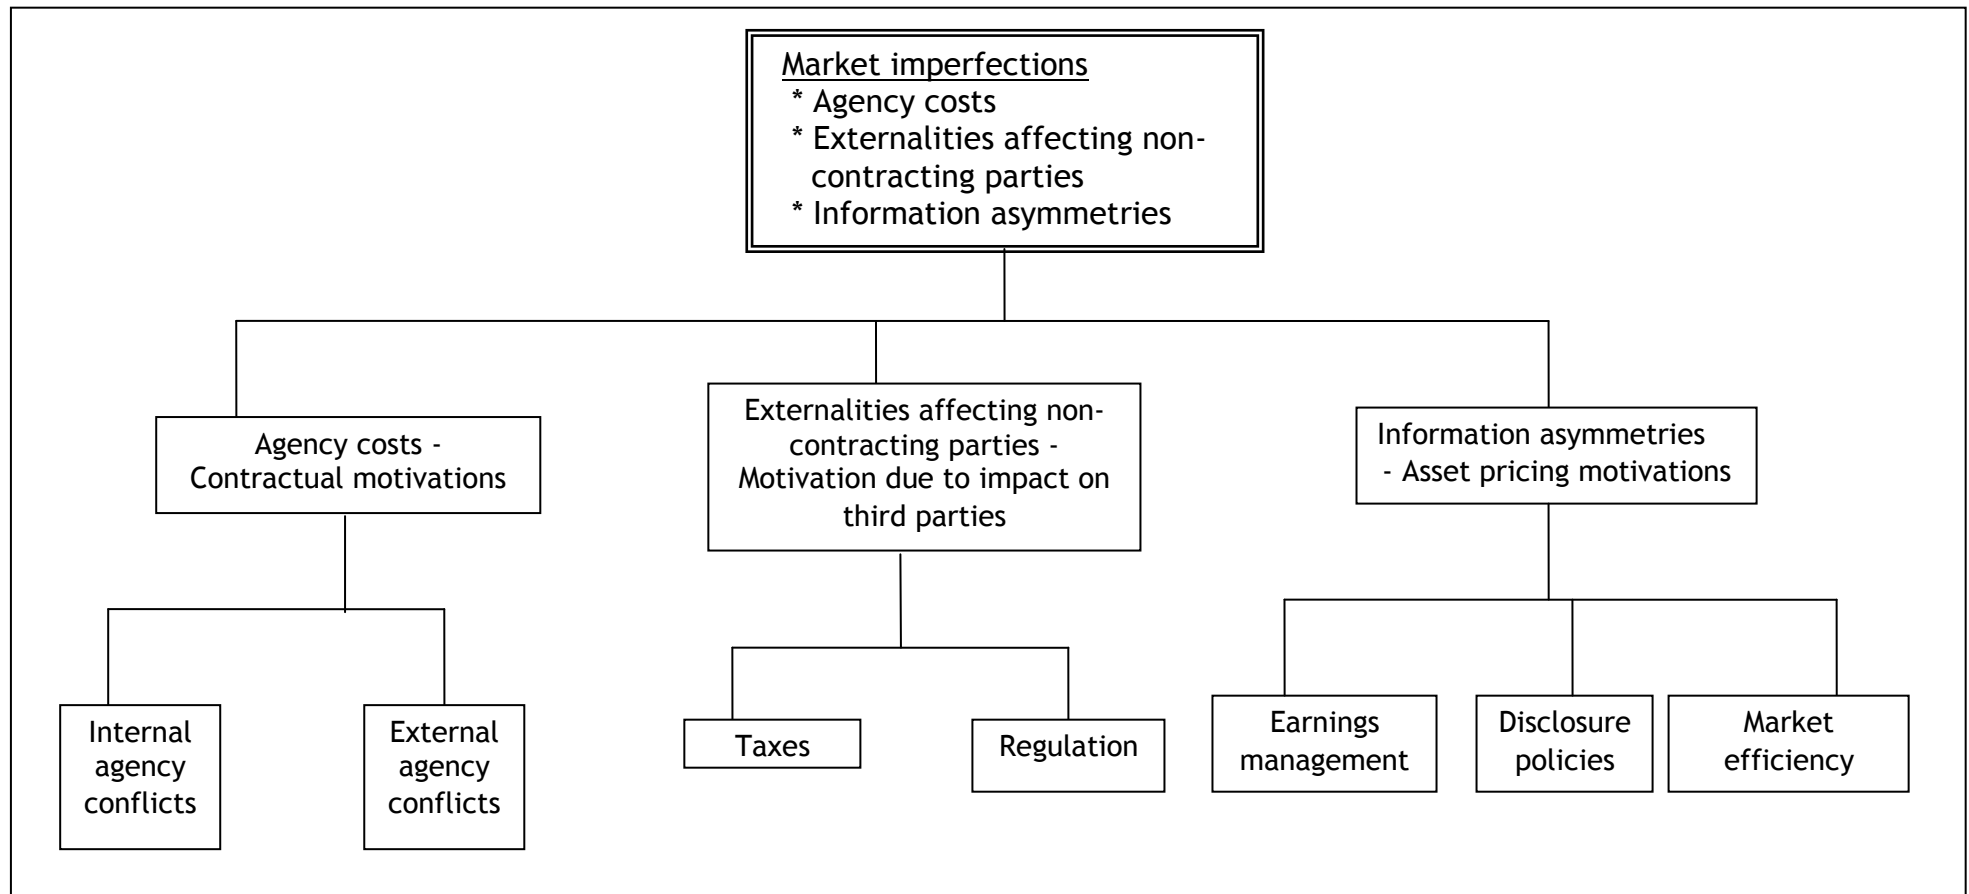 Market imperfections
* Agency costs
* Externalities affecting non-
contracting parties
* Information asymmetries
Agency costs -
Contractual motivations
Externalities affecting non-
contracting parties -
Motivation due to impact on
third parties
Information asymmetries
- Asset pricing motivations
Internal
agency
conflicts
External
agency
conflicts
Taxes
Regulation
Earnings
management
Disclosure
policies
Market
efficiency